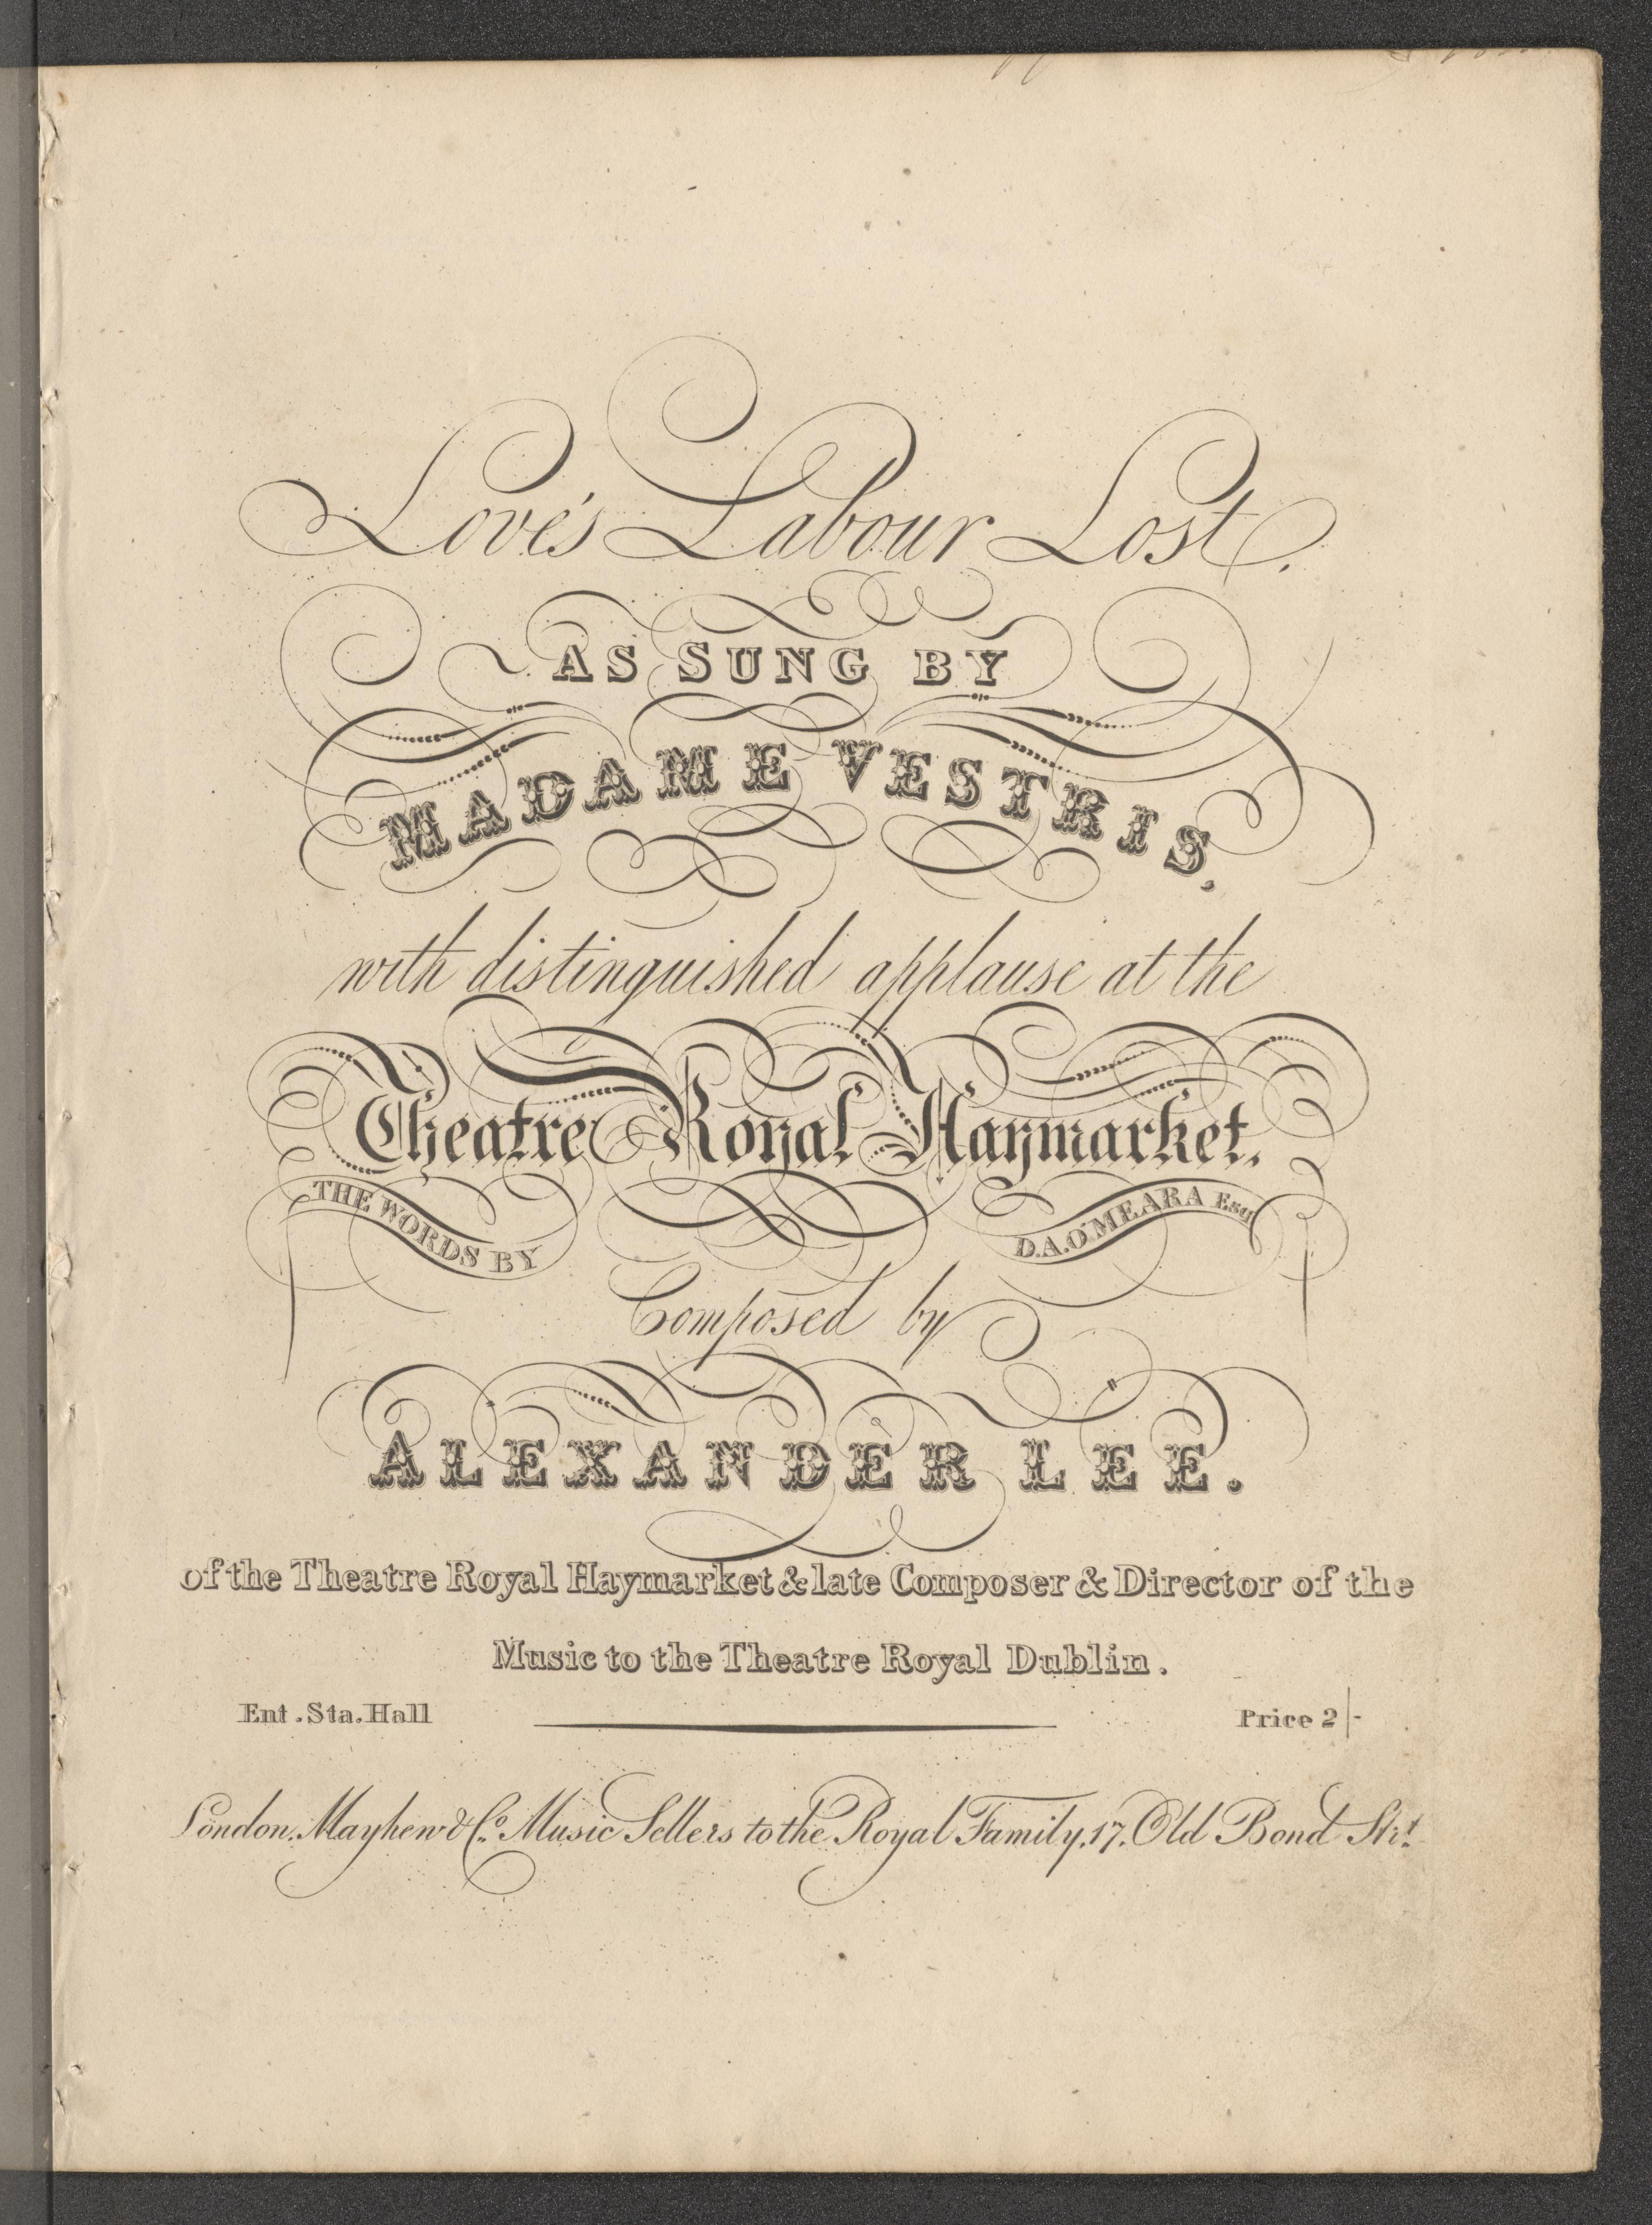 Love's Labour Lost,
AS SUNG BY
MADAME VESTRIS,
with distinguished applause at the
Theatre Royal Haymarket.
THE WORDS BY D.A.O'MEARA Esq
Composed by
ALEXANDER LEE.
of the Theatre Royal Haymarket & late Composer & Director of the
Music to the Theatre Royal Dublin.
Ent. Sta. Hall Price 2/-
London. Mayhew & Co. Music Sellers to the Royal Family, 17, Old Bond Strt.